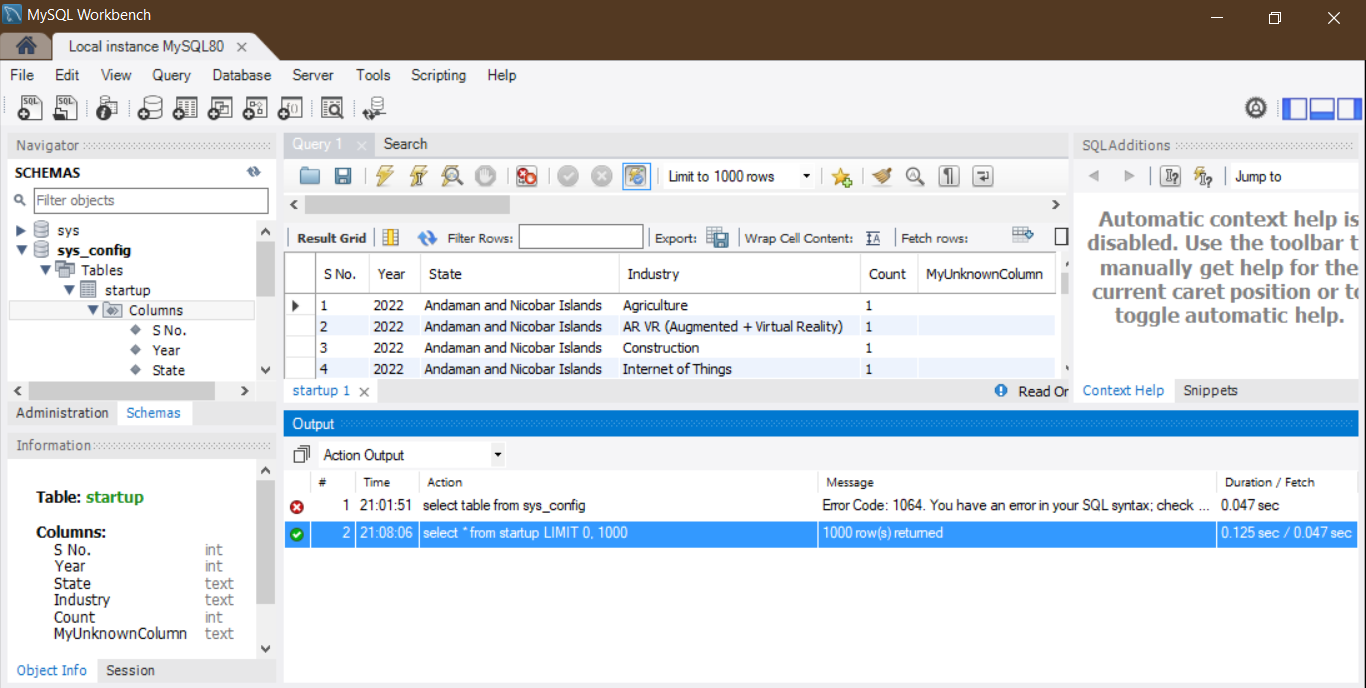 MySQL Workbench
Local instance MySQL80
File Edit View Query Database Server Tools Scripting Help
Navigator
SCHEMAS
Filter objects
sys
sys_config
Tables
startup
Columns
S No.
Year
State
Administration Schemas
Information
Table: startup
Columns:
S No. int
Year int
State text
Industry text
Count int
MyUnknownColumn text
Object Info Session
Query 1 Search
Limit to 1000 rows
Result Grid Filter Rows: Export: Wrap Cell Content: Fetch rows:
S No. Year State Industry Count MyUnknownColumn
1 2022 Andaman and Nicobar Islands Agriculture 1
2 2022 Andaman and Nicobar Islands AR VR (Augmented + Virtual Reality) 1
3 2022 Andaman and Nicobar Islands Construction 1
4 2022 Andaman and Nicobar Islands Internet of Things 1
startup 1 Read Or
SQLAdditions
Jump to
Automatic context help is
disabled. Use the toolbar t
manually get help for the
current caret position or to
toggle automatic help.
Context Help Snippets
Output
Action Output
# Time Action Message Duration / Fetch
1 21:01:51 select table from sys_config Error Code: 1064. You have an error in your SQL syntax; check ... 0.047 sec
2 21:08:06 select * from startup LIMIT 0, 1000 1000 row(s) returned 0.125 sec / 0.047 sec